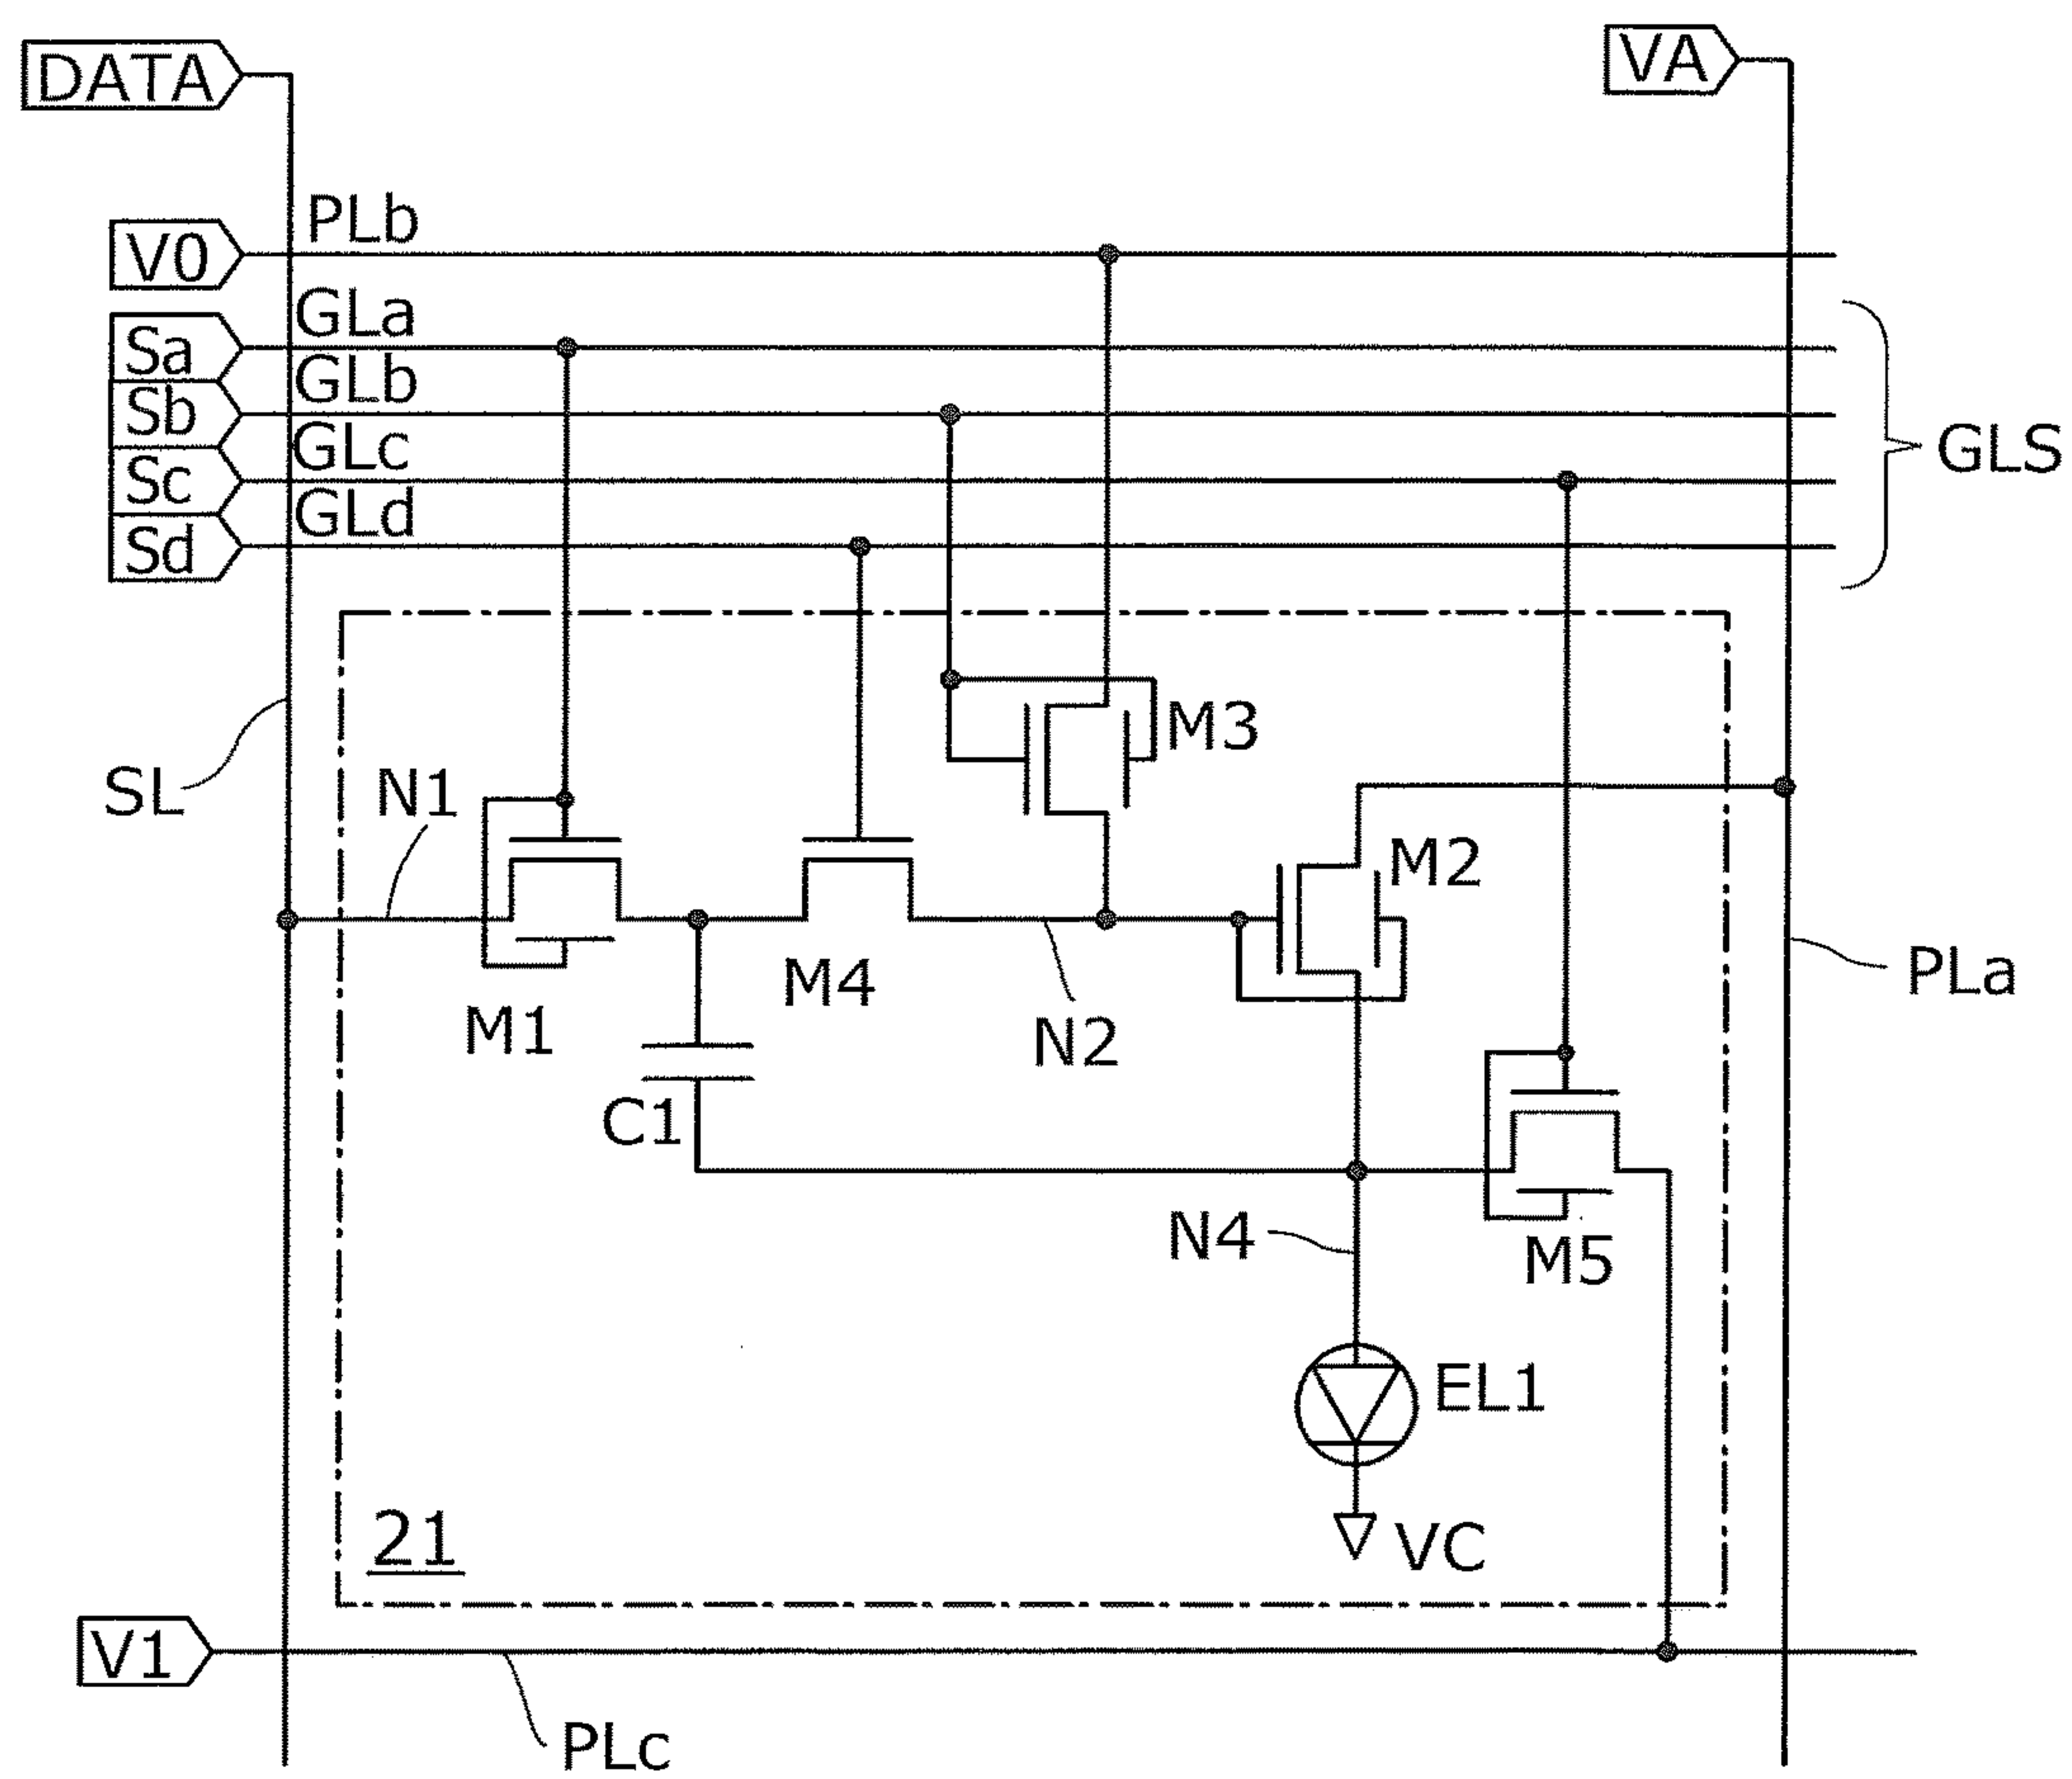 DATA
VA
PLb
V0
GLa
Sa
GLb
Sb
GLc
Sc
GLS
GLd
Sd
M3
SL
N1
M2
M4
PLa
M1
N2
C1
N4
M5
EL1
21
VC
V1
PLc